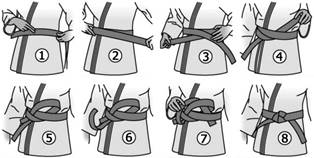 ① ② ③ ④
⑤ ⑥ ⑦ ⑧